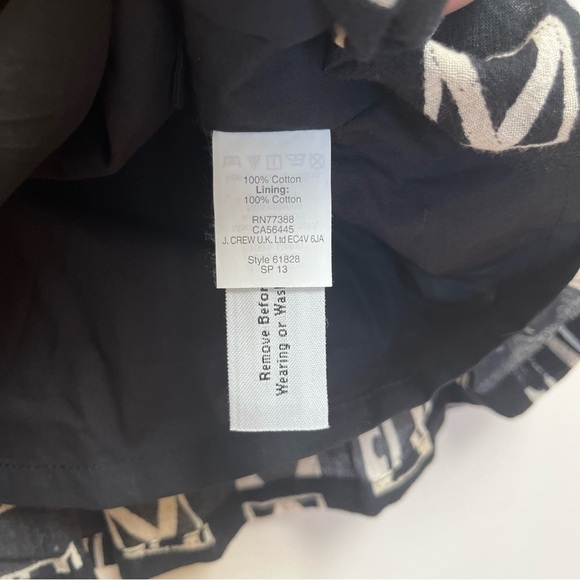 100% Cotton
Lining:
100% Cotton
RN77388
CA56445
J. CREW U.K. Ltd EC4V 6JA
Style 61828
SP 13
Remove Befor
Wearing or Was